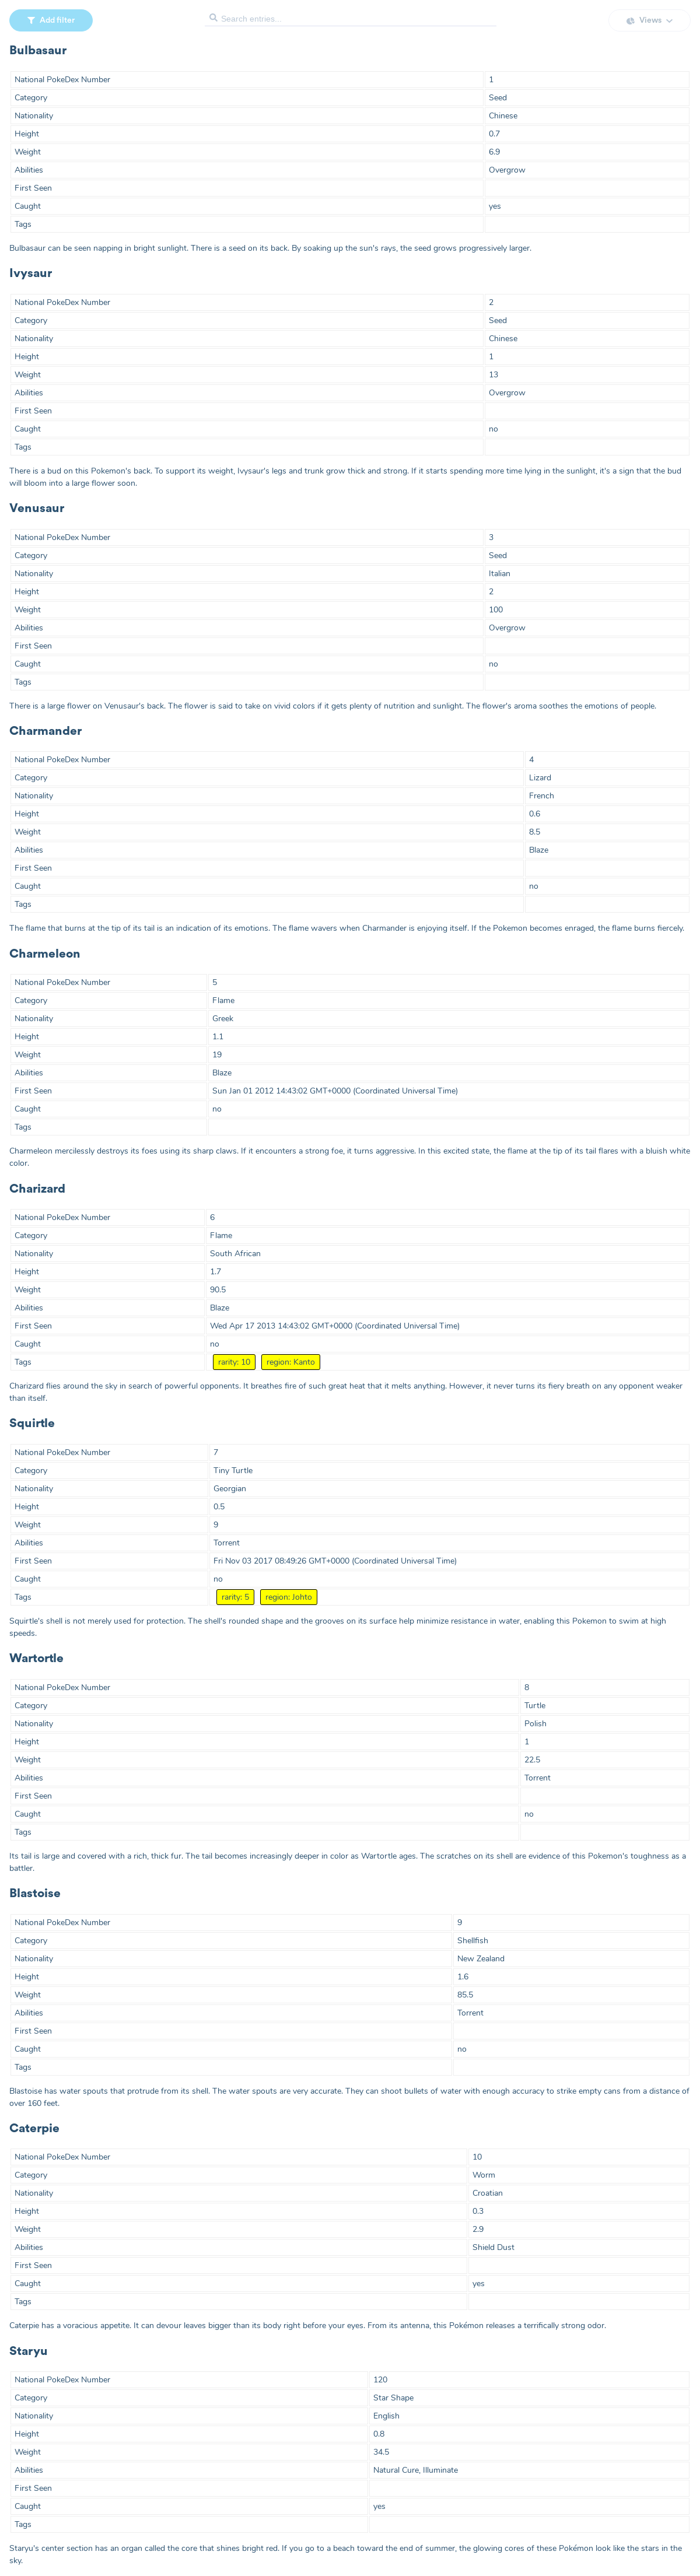 Add filter
Search entries...
Views
Bulbasaur
National PokeDex Number 1
Category Seed
Nationality Chinese
Height 0.7
Weight 6.9
Abilities Overgrow
First Seen
Caught yes
Tags
Bulbasaur can be seen napping in bright sunlight. There is a seed on its back. By soaking up the sun's rays, the seed grows progressively larger.
Ivysaur
National PokeDex Number 2
Category Seed
Nationality Chinese
Height 1
Weight 13
Abilities Overgrow
First Seen
Caught no
Tags
There is a bud on this Pokemon's back. To support its weight, Ivysaur's legs and trunk grow thick and strong. If it starts spending more time lying in the sunlight, it's a sign that the bud
will bloom into a large flower soon.
Venusaur
National PokeDex Number 3
Category Seed
Nationality Italian
Height 2
Weight 100
Abilities Overgrow
First Seen
Caught no
Tags
There is a large flower on Venusaur's back. The flower is said to take on vivid colors if it gets plenty of nutrition and sunlight. The flower's aroma soothes the emotions of people.
Charmander
National PokeDex Number 4
Category Lizard
Nationality French
Height 0.6
Weight 8.5
Abilities Blaze
First Seen
Caught no
Tags
The flame that burns at the tip of its tail is an indication of its emotions. The flame wavers when Charmander is enjoying itself. If the Pokemon becomes enraged, the flame burns fiercely.
Charmeleon
National PokeDex Number 5
Category Flame
Nationality Greek
Height 1.1
Weight 19
Abilities Blaze
First Seen Sun Jan 01 2012 14:43:02 GMT+0000 (Coordinated Universal Time)
Caught no
Tags
Charmeleon mercilessly destroys its foes using its sharp claws. If it encounters a strong foe, it turns aggressive. In this excited state, the flame at the tip of its tail flares with a bluish white
color.
Charizard
National PokeDex Number 6
Category Flame
Nationality South African
Height 1.7
Weight 90.5
Abilities Blaze
First Seen Wed Apr 17 2013 14:43:02 GMT+0000 (Coordinated Universal Time)
Caught no
Tags rarity: 10 region: Kanto
Charizard flies around the sky in search of powerful opponents. It breathes fire of such great heat that it melts anything. However, it never turns its fiery breath on any opponent weaker
than itself.
Squirtle
National PokeDex Number 7
Category Tiny Turtle
Nationality Georgian
Height 0.5
Weight 9
Abilities Torrent
First Seen Fri Nov 03 2017 08:49:26 GMT+0000 (Coordinated Universal Time)
Caught no
Tags rarity: 5 region: Johto
Squirtle's shell is not merely used for protection. The shell's rounded shape and the grooves on its surface help minimize resistance in water, enabling this Pokemon to swim at high
speeds.
Wartortle
National PokeDex Number 8
Category Turtle
Nationality Polish
Height 1
Weight 22.5
Abilities Torrent
First Seen
Caught no
Tags
Its tail is large and covered with a rich, thick fur. The tail becomes increasingly deeper in color as Wartortle ages. The scratches on its shell are evidence of this Pokemon's toughness as a
battler.
Blastoise
National PokeDex Number 9
Category Shellfish
Nationality New Zealand
Height 1.6
Weight 85.5
Abilities Torrent
First Seen
Caught no
Tags
Blastoise has water spouts that protrude from its shell. The water spouts are very accurate. They can shoot bullets of water with enough accuracy to strike empty cans from a distance of
over 160 feet.
Caterpie
National PokeDex Number 10
Category Worm
Nationality Croatian
Height 0.3
Weight 2.9
Abilities Shield Dust
First Seen
Caught yes
Tags
Caterpie has a voracious appetite. It can devour leaves bigger than its body right before your eyes. From its antenna, this Pokémon releases a terrifically strong odor.
Staryu
National PokeDex Number 120
Category Star Shape
Nationality English
Height 0.8
Weight 34.5
Abilities Natural Cure, Illuminate
First Seen
Caught yes
Tags
Staryu's center section has an organ called the core that shines bright red. If you go to a beach toward the end of summer, the glowing cores of these Pokémon look like the stars in the
sky.